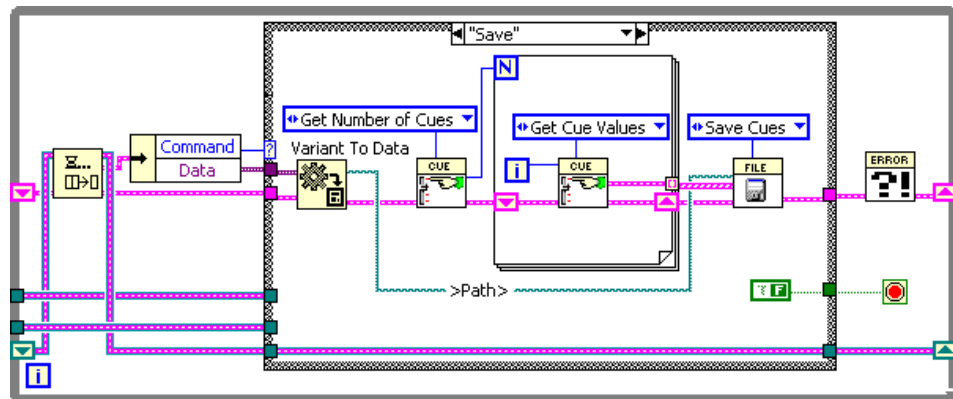 "Save"
N
Get Number of Cues
Get Cue Values
Save Cues
Command
Data
?
Variant To Data
CUE
i
CUE
FILE
ERROR
?!
>Path>
F
i